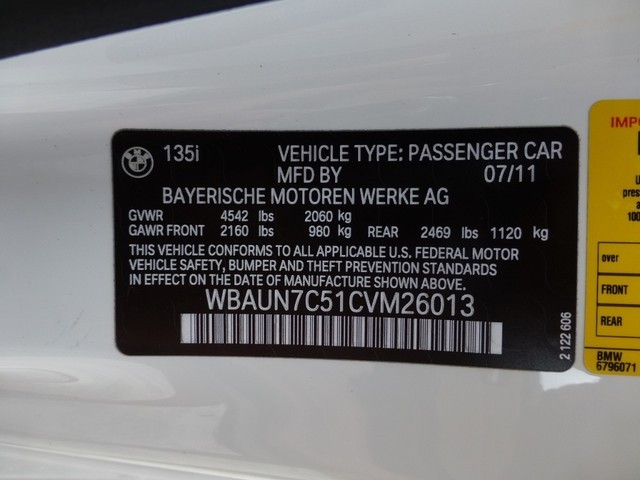 BMW
135i VEHICLE TYPE: PASSENGER CAR
MFD BY 07/11
BAYERISCHE MOTOREN WERKE AG
GVWR 4542 lbs 2060 kg
GAWR FRONT 2160 lbs 980 kg REAR 2469 lbs 1120 kg
THIS VEHICLE CONFORMS TO ALL APPLICABLE U.S. FEDERAL MOTOR
VEHICLE SAFETY, BUMPER AND THEFT PREVENTION STANDARDS
IN EFFECT ON THE DATE OF MANUFACTURE SHOWN ABOVE.
WBAUN7C51CVM26013
2 122 606
over
FRONT
REAR
BMW
6796071